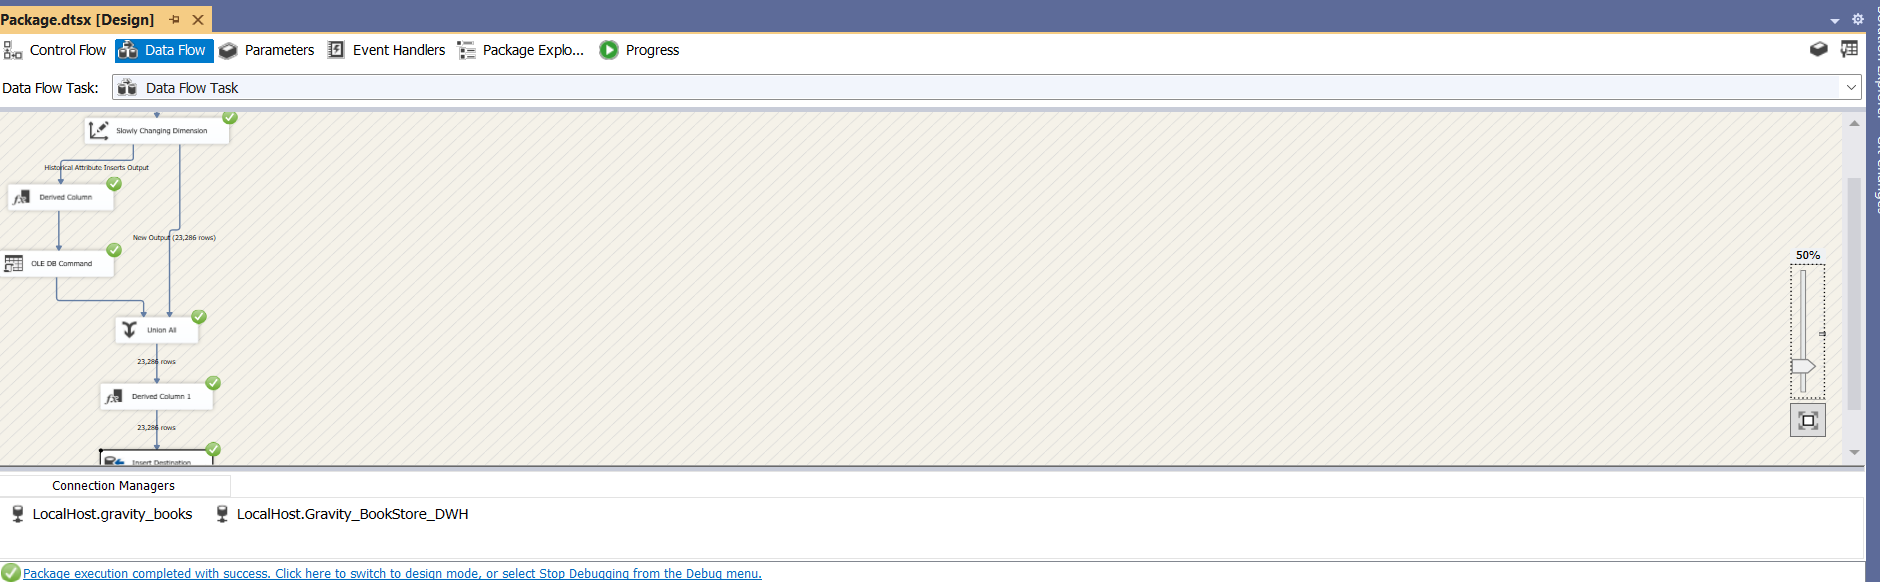 Package.dtsx [Design]
Control Flow
Data Flow
Parameters
Event Handlers
Package Explo...
Progress
Data Flow Task:
Data Flow Task
Slowly Changing Dimension
Historical Attribute Inserts Output
Derived Column
New Output (23,286 rows)
OLE DB Command
50%
Union All
23,286 rows
Derived Column 1
23,286 rows
Insert Destination
Connection Managers
LocalHost.gravity_books
LocalHost.Gravity_BookStore_DWH
Package execution completed with success. Click here to switch to design mode, or select Stop Debugging from the Debug menu.